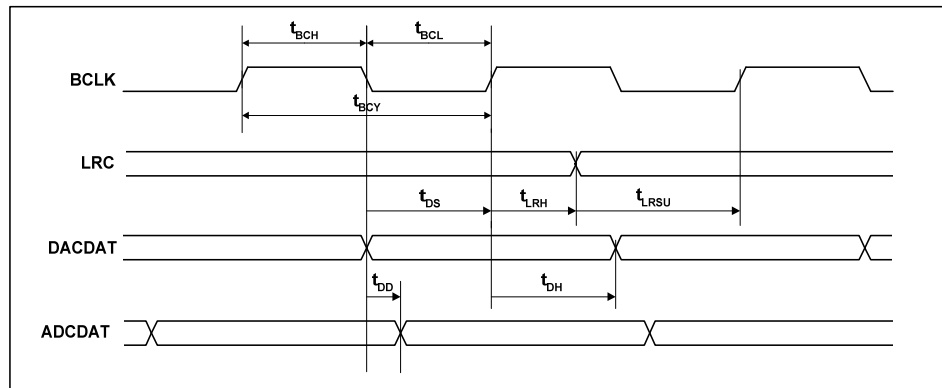 tBCH tBCL
BCLK
tBCY
LRC
tDS tLRH tLRSU
DACDAT
tDD tDH
ADCDAT